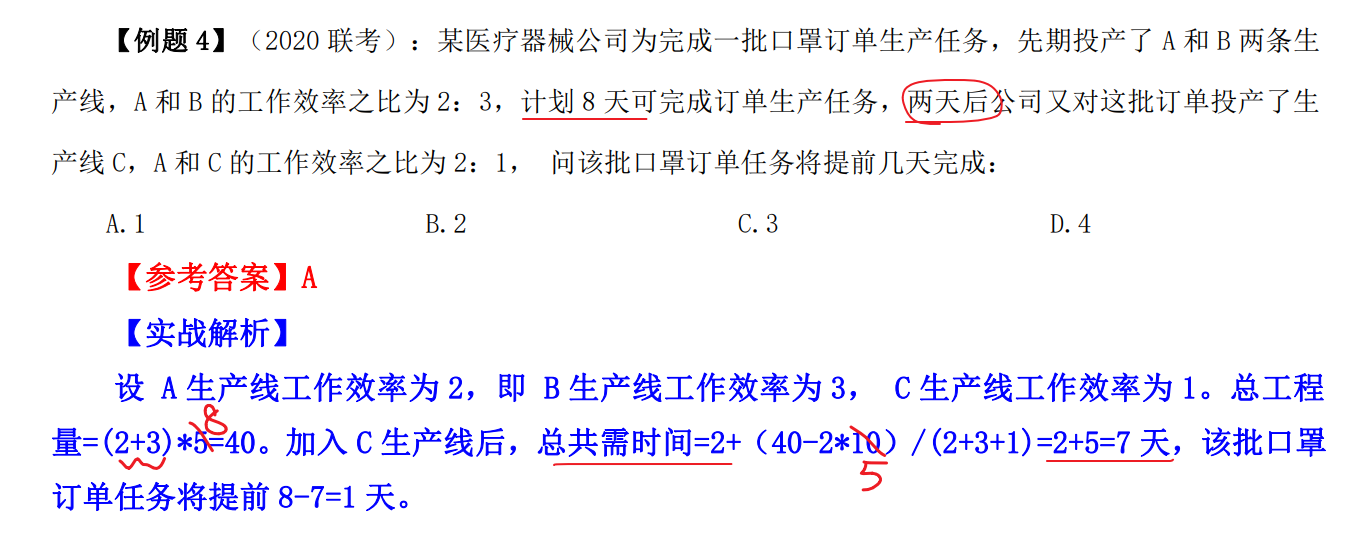 【例题 4】（2020 联考）：某医疗器械公司为完成一批口罩订单生产任务，先期投产了 A 和 B 两条生
产线，A 和 B 的工作效率之比为 2：3，计划 8 天可完成订单生产任务，两天后公司又对这批订单投产了生
产线 C，A 和 C 的工作效率之比为 2：1， 问该批口罩订单任务将提前几天完成：
A.1 B.2 C.3 D.4
【参考答案】A
【实战解析】
设 A 生产线工作效率为 2，即 B 生产线工作效率为 3， C 生产线工作效率为 1。总工程
8
量=(2+3)*5=40。加入 C 生产线后，总共需时间=2+（40-2*10）/(2+3+1)=2+5=7 天，该批口罩
5
订单任务将提前 8-7=1 天。